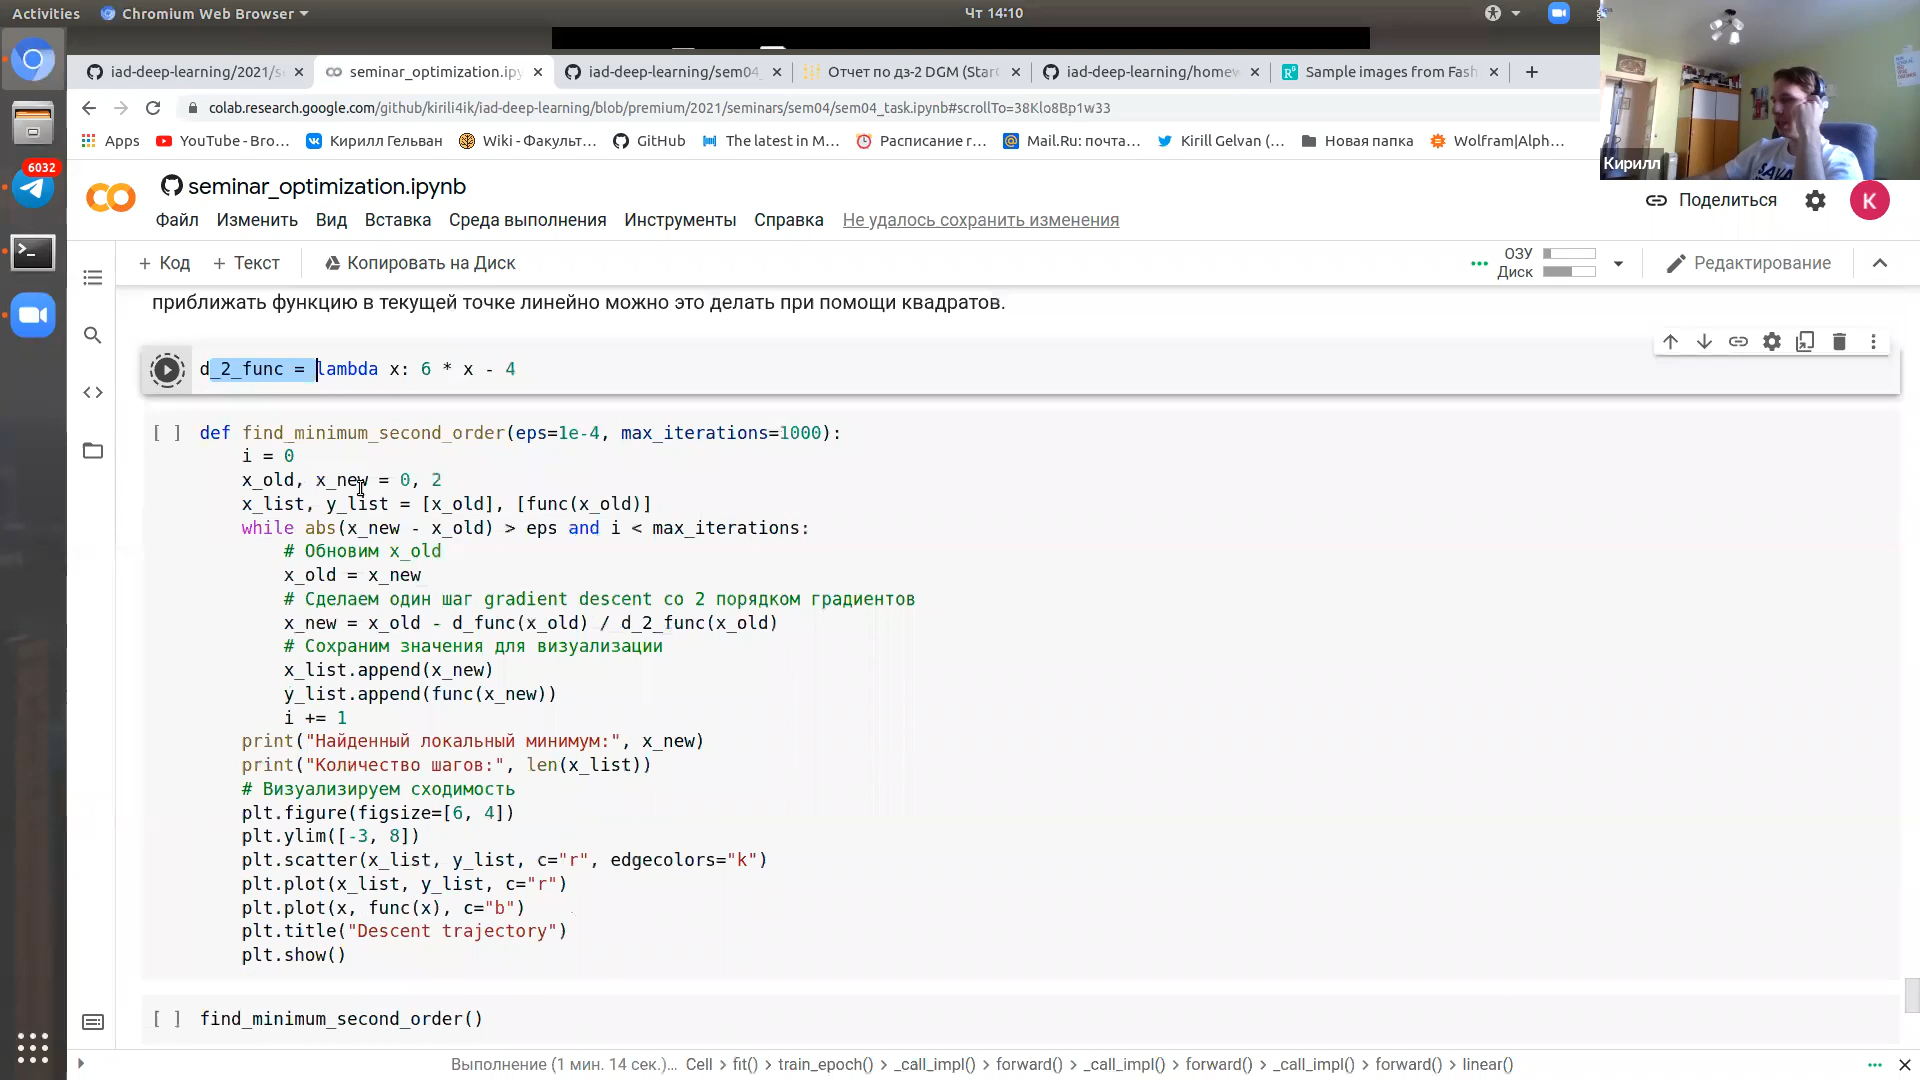 Activities Chromium Web Browser Чт 14:10
iad-deep-learning/2021/s seminar_optimization.ipy iad-deep-learning/sem04_ Отчет по дз-2 DGM (Star iad-deep-learning/homew Sample images from Fash
colab.research.google.com/github/kirili4ik/iad-deep-learning/blob/premium/2021/seminars/sem04/sem04_task.ipynb#scrollTo=38Klo8Bp1w33
Apps YouTube - Bro... Кирилл Гельван Wiki - Факульт... GitHub The latest in M... Расписание г... Mail.Ru: почта... Kirill Gelvan (... Новая папка Wolfram|Alph...
Кирилл
6032
seminar_optimization.ipynb
Поделиться
K
Файл Изменить Вид Вставка Среда выполнения Инструменты Справка Не удалось сохранить изменения
+ Код + Текст Копировать на Диск
ОЗУ
Диск
Редактирование
приближать функцию в текущей точке линейно можно это делать при помощи квадратов.
d_2_func = lambda x: 6 * x - 4
[ ] def find_minimum_second_order(eps=1e-4, max_iterations=1000):
i = 0
x_old, x_new = 0, 2
x_list, y_list = [x_old], [func(x_old)]
while abs(x_new - x_old) > eps and i < max_iterations:
# Обновим x_old
x_old = x_new
# Сделаем один шаг gradient descent со 2 порядком градиентов
x_new = x_old - d_func(x_old) / d_2_func(x_old)
# Сохраним значения для визуализации
x_list.append(x_new)
y_list.append(func(x_new))
i += 1
print("Найденный локальный минимум:", x_new)
print("Количество шагов:", len(x_list))
# Визуализируем сходимость
plt.figure(figsize=[6, 4])
plt.ylim([-3, 8])
plt.scatter(x_list, y_list, c="r", edgecolors="k")
plt.plot(x_list, y_list, c="r")
plt.plot(x, func(x), c="b")
plt.title("Descent trajectory")
plt.show()
[ ] find_minimum_second_order()
Выполнение (1 мин. 14 сек.)... Cell > fit() > train_epoch() > _call_impl() > forward() > _call_impl() > forward() > _call_impl() > forward() > linear()